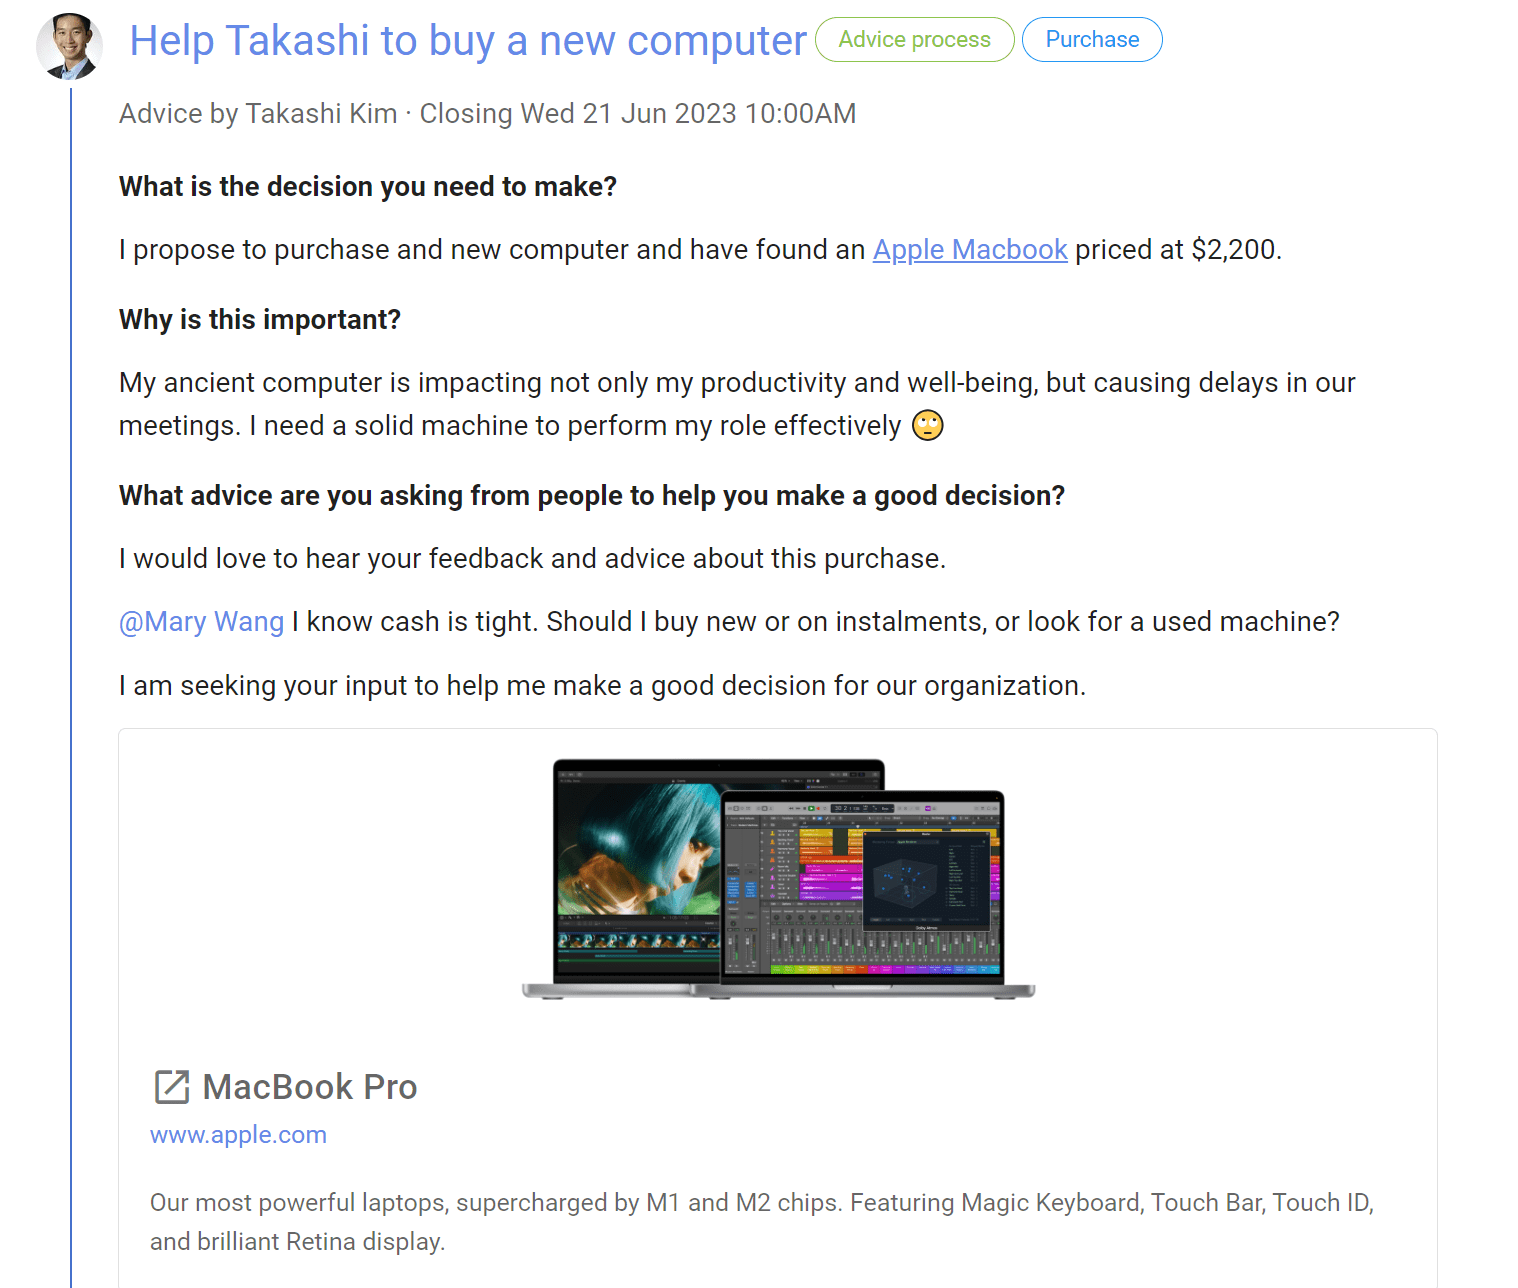 Help Takashi to buy a new computer Advice process Purchase
Advice by Takashi Kim · Closing Wed 21 Jun 2023 10:00AM
What is the decision you need to make?
I propose to purchase and new computer and have found an Apple Macbook priced at $2,200.
Why is this important?
My ancient computer is impacting not only my productivity and well-being, but causing delays in our
meetings. I need a solid machine to perform my role effectively 🙄
What advice are you asking from people to help you make a good decision?
I would love to hear your feedback and advice about this purchase.
@Mary Wang I know cash is tight. Should I buy new or on instalments, or look for a used machine?
I am seeking your input to help me make a good decision for our organization.
MacBook Pro
www.apple.com
Our most powerful laptops, supercharged by M1 and M2 chips. Featuring Magic Keyboard, Touch Bar, Touch ID,
and brilliant Retina display.